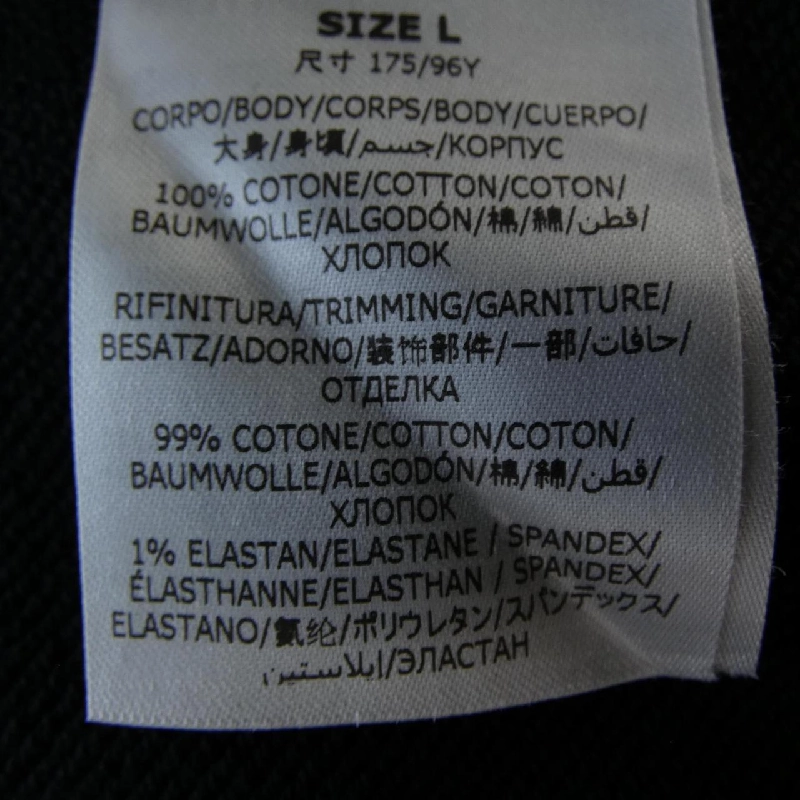 SIZE L
尺寸 175/96Y
CORPO/BODY/CORPS/BODY/CUERPO/
大身/身頃/جسم/КОРПУС
100% COTONE/COTTON/COTON/
BAUMWOLLE/ALGODÓN/棉/綿/قطن/
ХЛОПОК
RIFINITURA/TRIMMING/GARNITURE/
BESATZ/ADORNO/装饰部件/一部/حافات/
ОТДЕЛКА
99% COTONE/COTTON/COTON/
BAUMWOLLE/ALGODÓN/棉/綿/قطن/
ХЛОПОК
1% ELASTAN/ELASTANE / SPANDEX/
ÉLASTHANNE/ELASTHAN / SPANDEX/
ELASTANO/氨纶/ポリウレタン/スパンデックス/
إيلاستين/ЭЛАСТАН